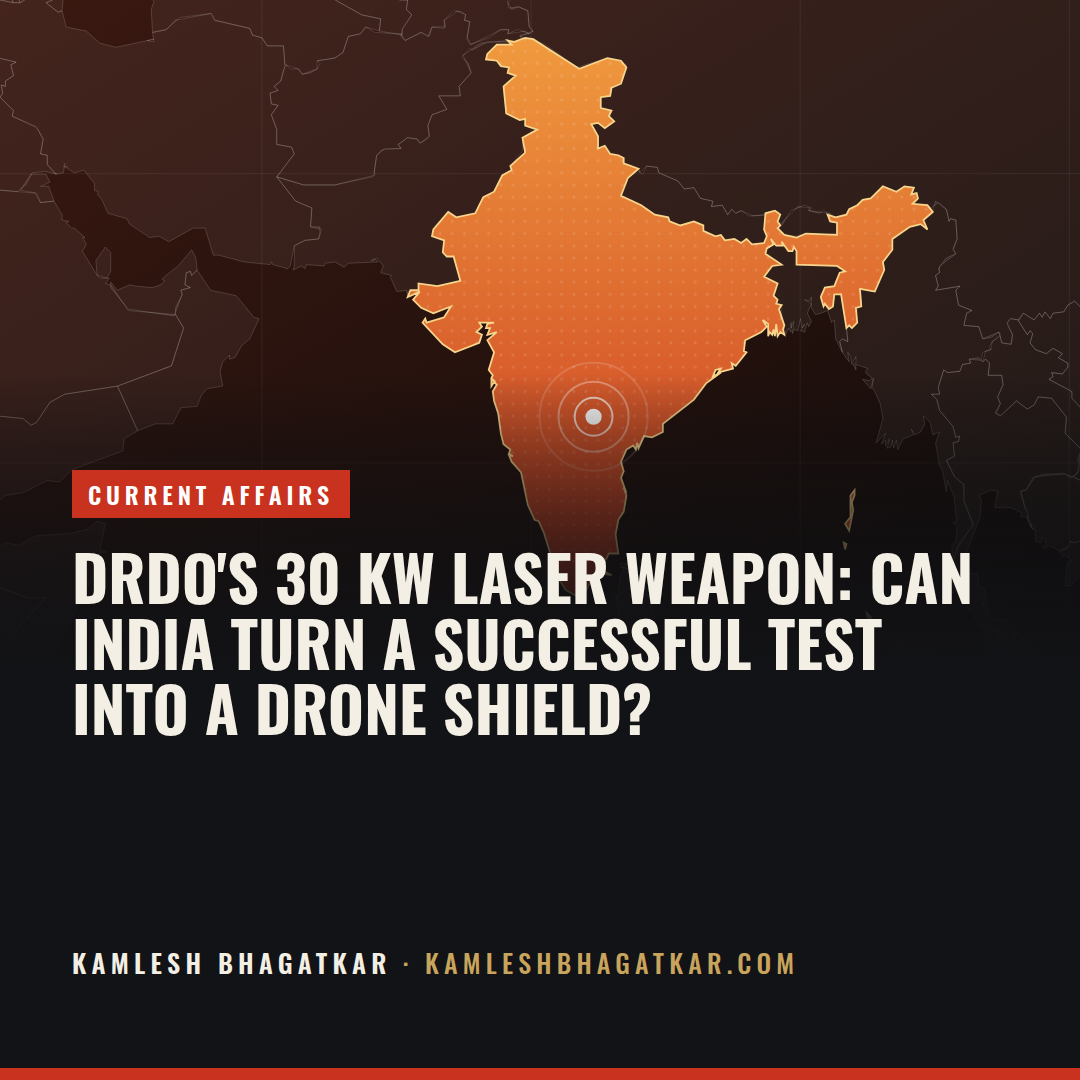 CURRENT AFFAIRS
DRDO'S 30 KW LASER WEAPON: CAN
INDIA TURN A SUCCESSFUL TEST
INTO A DRONE SHIELD?
KAMLESH BHAGATKAR · KAMLESHBHAGATKAR.COM